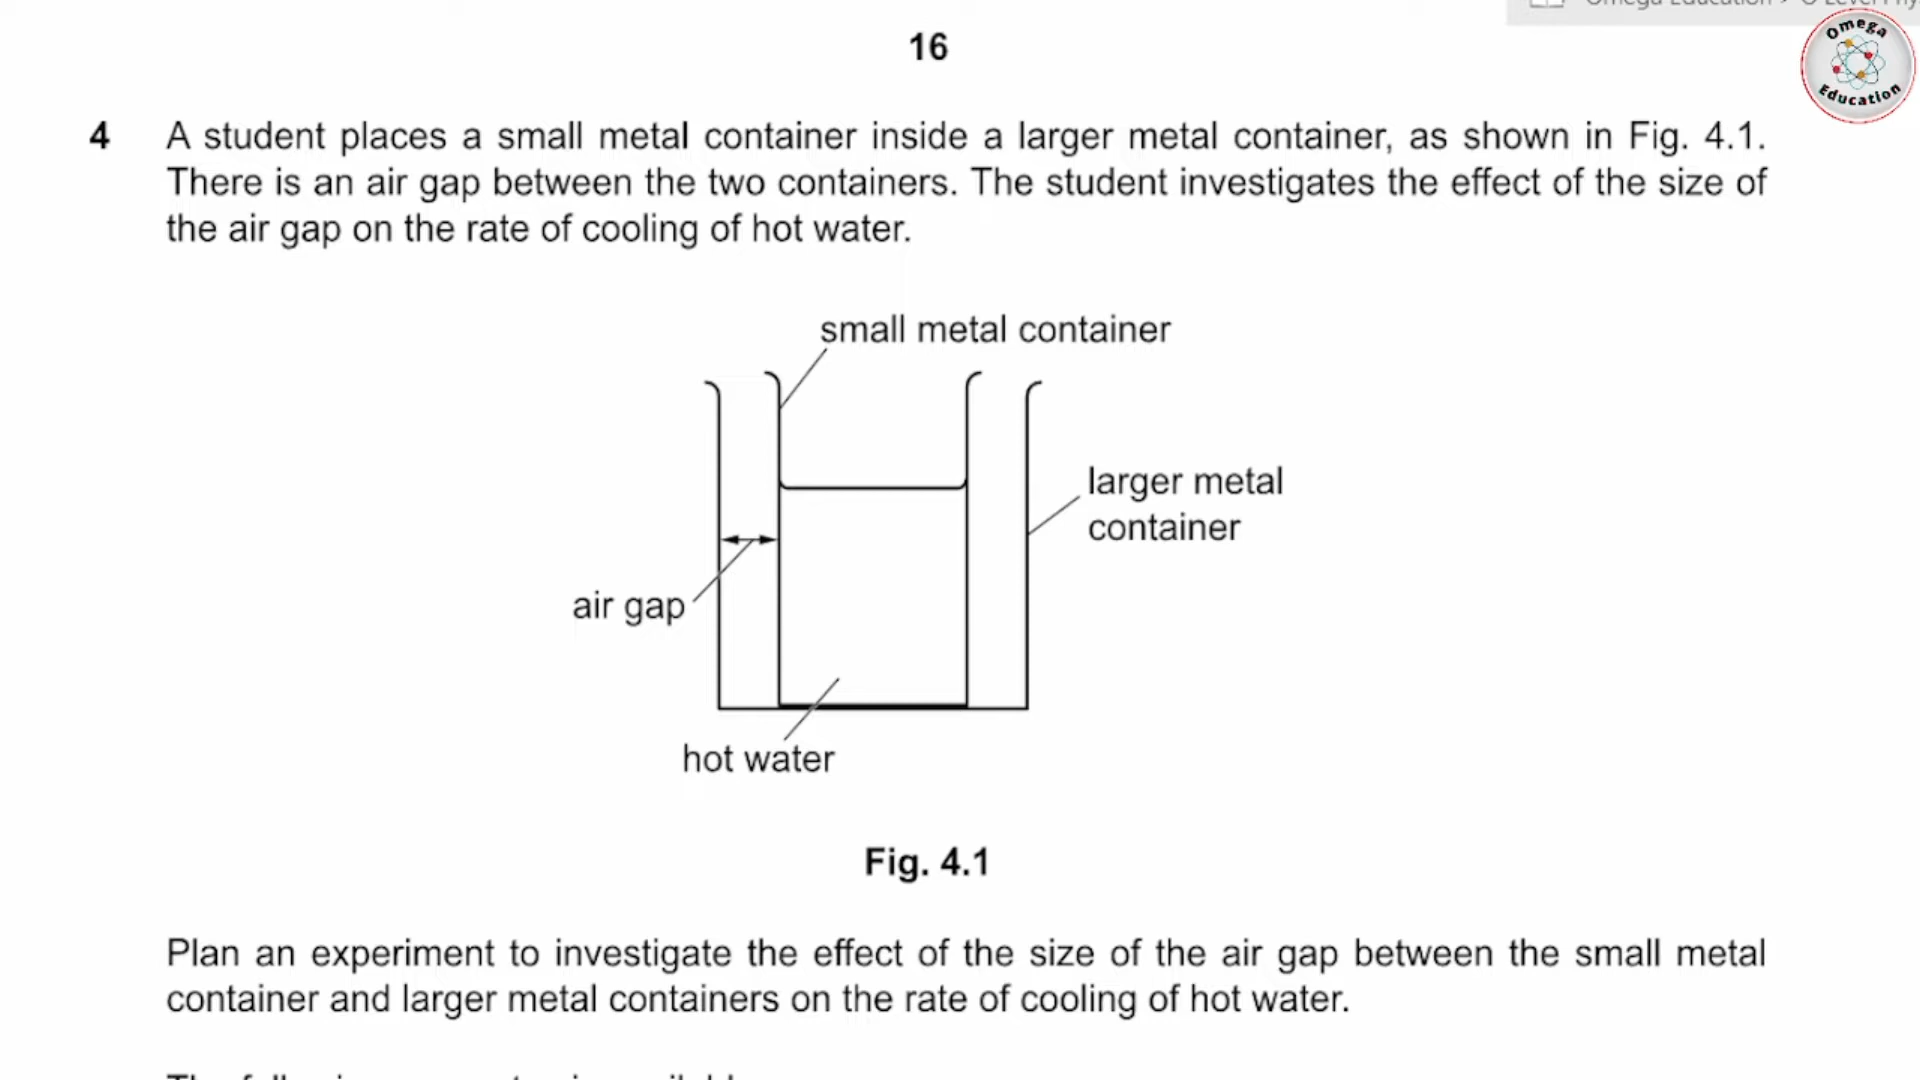 16
Omega
Education
4 A student places a small metal container inside a larger metal container, as shown in Fig. 4.1.
There is an air gap between the two containers. The student investigates the effect of the size of
the air gap on the rate of cooling of hot water.
small metal container
larger metal
container
air gap
hot water
Fig. 4.1
Plan an experiment to investigate the effect of the size of the air gap between the small metal
container and larger metal containers on the rate of cooling of hot water.